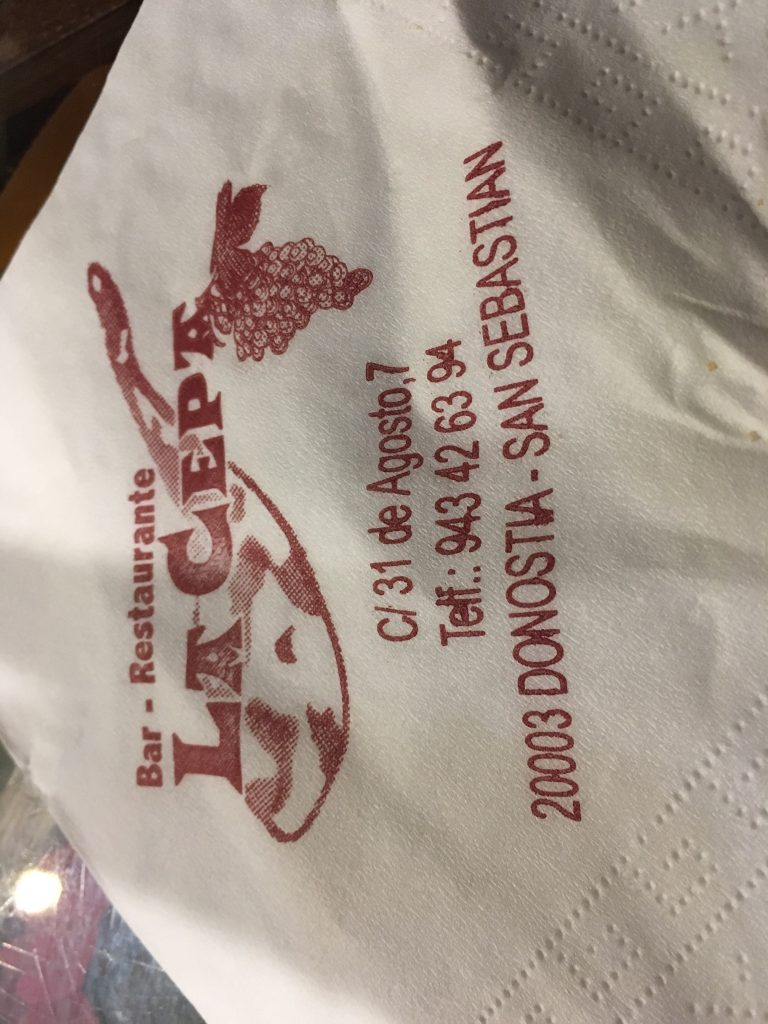 Bar - Restaurante
LA CEPA
C/ 31 de Agosto,7
Telf.: 943 42 63 94
20003 DONOSTIA - SAN SEBASTIAN